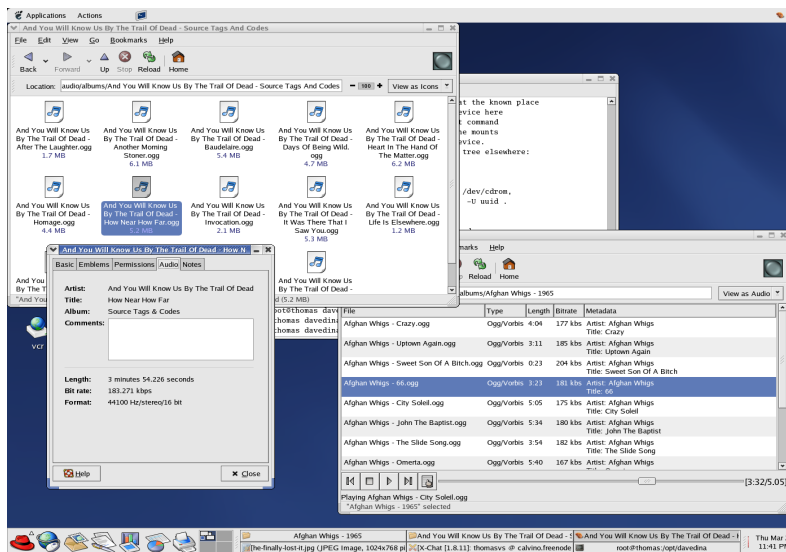 Applications Actions
And You Will Know Us By The Trail Of Dead - Source Tags And Codes
File Edit View Go Bookmarks Help
Back Forward Up Stop Reload Home
Location: audio/albums/And You Will Know Us By The Trail Of Dead - Source Tags And Codes 100 View as Icons
And You Will Know Us
By The Trail Of Dead -
After The Laughter.ogg
1.7 MB
And You Will Know Us
By The Trail Of Dead -
Another Morning
Stoner.ogg
6.1 MB
And You Will Know Us
By The Trail Of Dead -
Baudelaire.ogg
5.4 MB
And You Will Know Us
By The Trail Of Dead -
Days Of Being Wild.
ogg
4.7 MB
And You Will Know Us
By The Trail Of Dead -
Heart In The Hand Of
The Matter.ogg
6.2 MB
And You Will Know Us
By The Trail Of Dead -
Homage.ogg
4.4 MB
And You Will Know Us
By The Trail Of Dead -
How Near How Far.ogg
5.2 MB
And You Will Know Us
By The Trail Of Dead -
Invocation.ogg
2.1 MB
And You Will Know Us
By The Trail Of Dead -
It Was There That I
Saw You.ogg
5.3 MB
And You Will Know Us
By The Trail Of Dead -
Life Is Elsewhere.ogg
1.2 MB
And You
By The T
"And You
And You Will Know Us
By The Trail Of Dead -
d (5.2 MB)
at the known place
evice here
t command
he mounts
evice.
tree elsewhere:
/dev/cdrom,
-U uuid .
And You Will Know Us By The Trail Of Dead - How N
Basic Emblems Permissions Audio Notes
Artist: And You Will Know Us By The Trail Of Dead
Title: How Near How Far
Album: Source Tags & Codes
Comments:
Length: 3 minutes 54.226 seconds
Bit rate: 183.271 kbps
Format: 44100 Hz/stereo/16 bit
Help Close
vcr
oot@thomas dave
thomas davedina
thomas davedina
marks Help
Reload Home
albums/Afghan Whigs - 1965 View as Audio
File Type Length Bitrate Metadata
Afghan Whigs - Crazy.ogg Ogg/Vorbis 4:04 177 kbs Artist: Afghan Whigs
Title: Crazy
Afghan Whigs - Uptown Again.ogg Ogg/Vorbis 3:11 185 kbs Artist: Afghan Whigs
Title: Uptown Again
Afghan Whigs - Sweet Son Of A Bitch.ogg Ogg/Vorbis 0:23 204 kbs Artist: Afghan Whigs
Title: Sweet Son Of A Bitch
Afghan Whigs - 66.ogg Ogg/Vorbis 3:23 181 kbs Artist: Afghan Whigs
Title: 66
Afghan Whigs - City Soleil.ogg Ogg/Vorbis 5:05 175 kbs Artist: Afghan Whigs
Title: City Soleil
Afghan Whigs - John The Baptist.ogg Ogg/Vorbis 5:34 180 kbs Artist: Afghan Whigs
Title: John The Baptist
Afghan Whigs - The Slide Song.ogg Ogg/Vorbis 3:54 182 kbs Artist: Afghan Whigs
Title: The Slide Song
Afghan Whigs - Omerta.ogg Ogg/Vorbis 5:40 167 kbs Artist: Afghan Whigs
[3:32/5.05]
Playing Afghan Whigs - City Soleil.ogg
"Afghan Whigs - 1965" selected
Afghan Whigs - 1965
And You Will Know Us By The Trail Of Dead - S
And You Will Know Us By The Trail Of Dead - H
[he-finally-lost-it.jpg (JPEG Image, 1024x768 pi
[X-Chat [1.8.11]: thomasvs @ calvino.freenode
root@thomas:/opt/davedina
Thu Mar
11:41 P